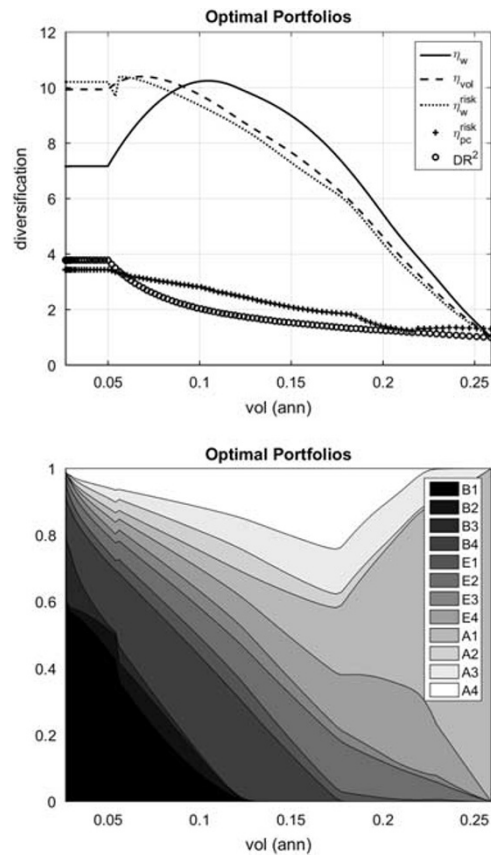 Optimal Portfolios
12
10
8
6
4
2
0
diversification
η_w
η_vol
η_w^risk
η_pc^risk
DR²
0.05 0.1 0.15 0.2 0.25
vol (ann)
Optimal Portfolios
1
0.8
0.6
0.4
0.2
0
B1
B2
B3
B4
E1
E2
E3
E4
A1
A2
A3
A4
0.05 0.1 0.15 0.2 0.25
vol (ann)